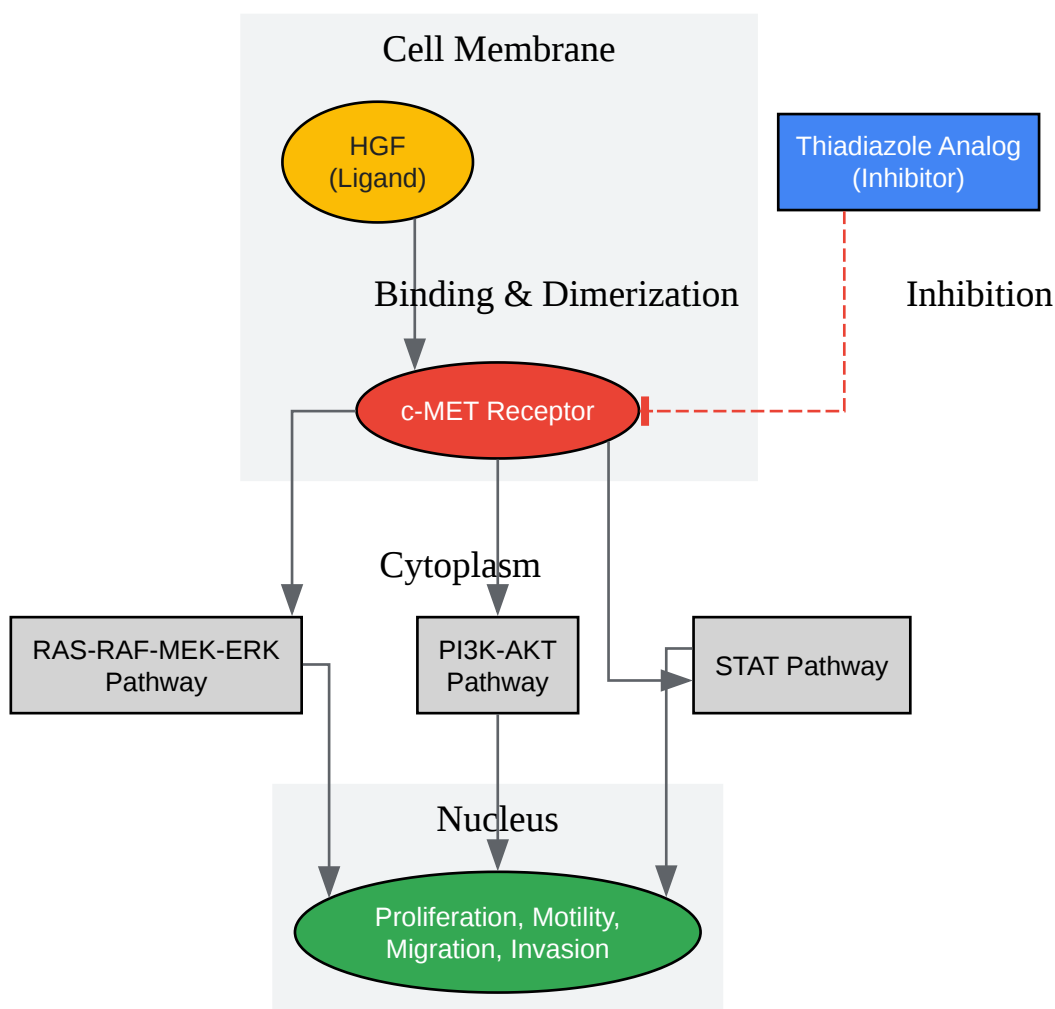 Cell Membrane
HGF
(Ligand)
Thiadiazole Analog
(Inhibitor)
Binding & Dimerization
Inhibition
c-MET Receptor
Cytoplasm
RAS-RAF-MEK-ERK
Pathway
PI3K-AKT
Pathway
STAT Pathway
Nucleus
Proliferation, Motility,
Migration, Invasion